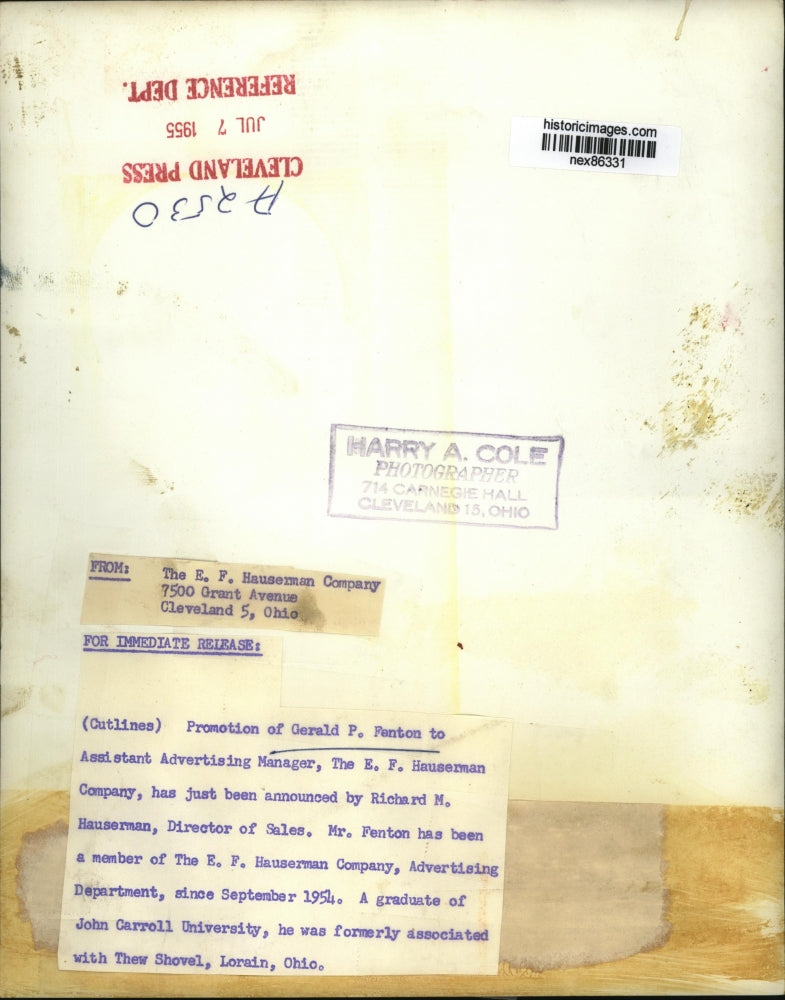 CLEVELAND PRESS
JUL 7 1955
REFERENCE DEPT.
A2530
historicimages.com
nex86331
HARRY A. COLE
PHOTOGRAPHER
714 CARNEGIE HALL
CLEVELAND 15, OHIO
FROM: The E. F. Hauserman Company
7500 Grant Avenue
Cleveland 5, Ohio
FOR IMMEDIATE RELEASE:
(Cutlines) Promotion of Gerald P. Fenton to
Assistant Advertising Manager, The E. F. Hauserman
Company, has just been announced by Richard M.
Hauserman, Director of Sales. Mr. Fenton has been
a member of The E. F. Hauserman Company, Advertising
Department, since September 1954. A graduate of
John Carroll University, he was formerly associated
with Thew Shovel, Lorain, Ohio.